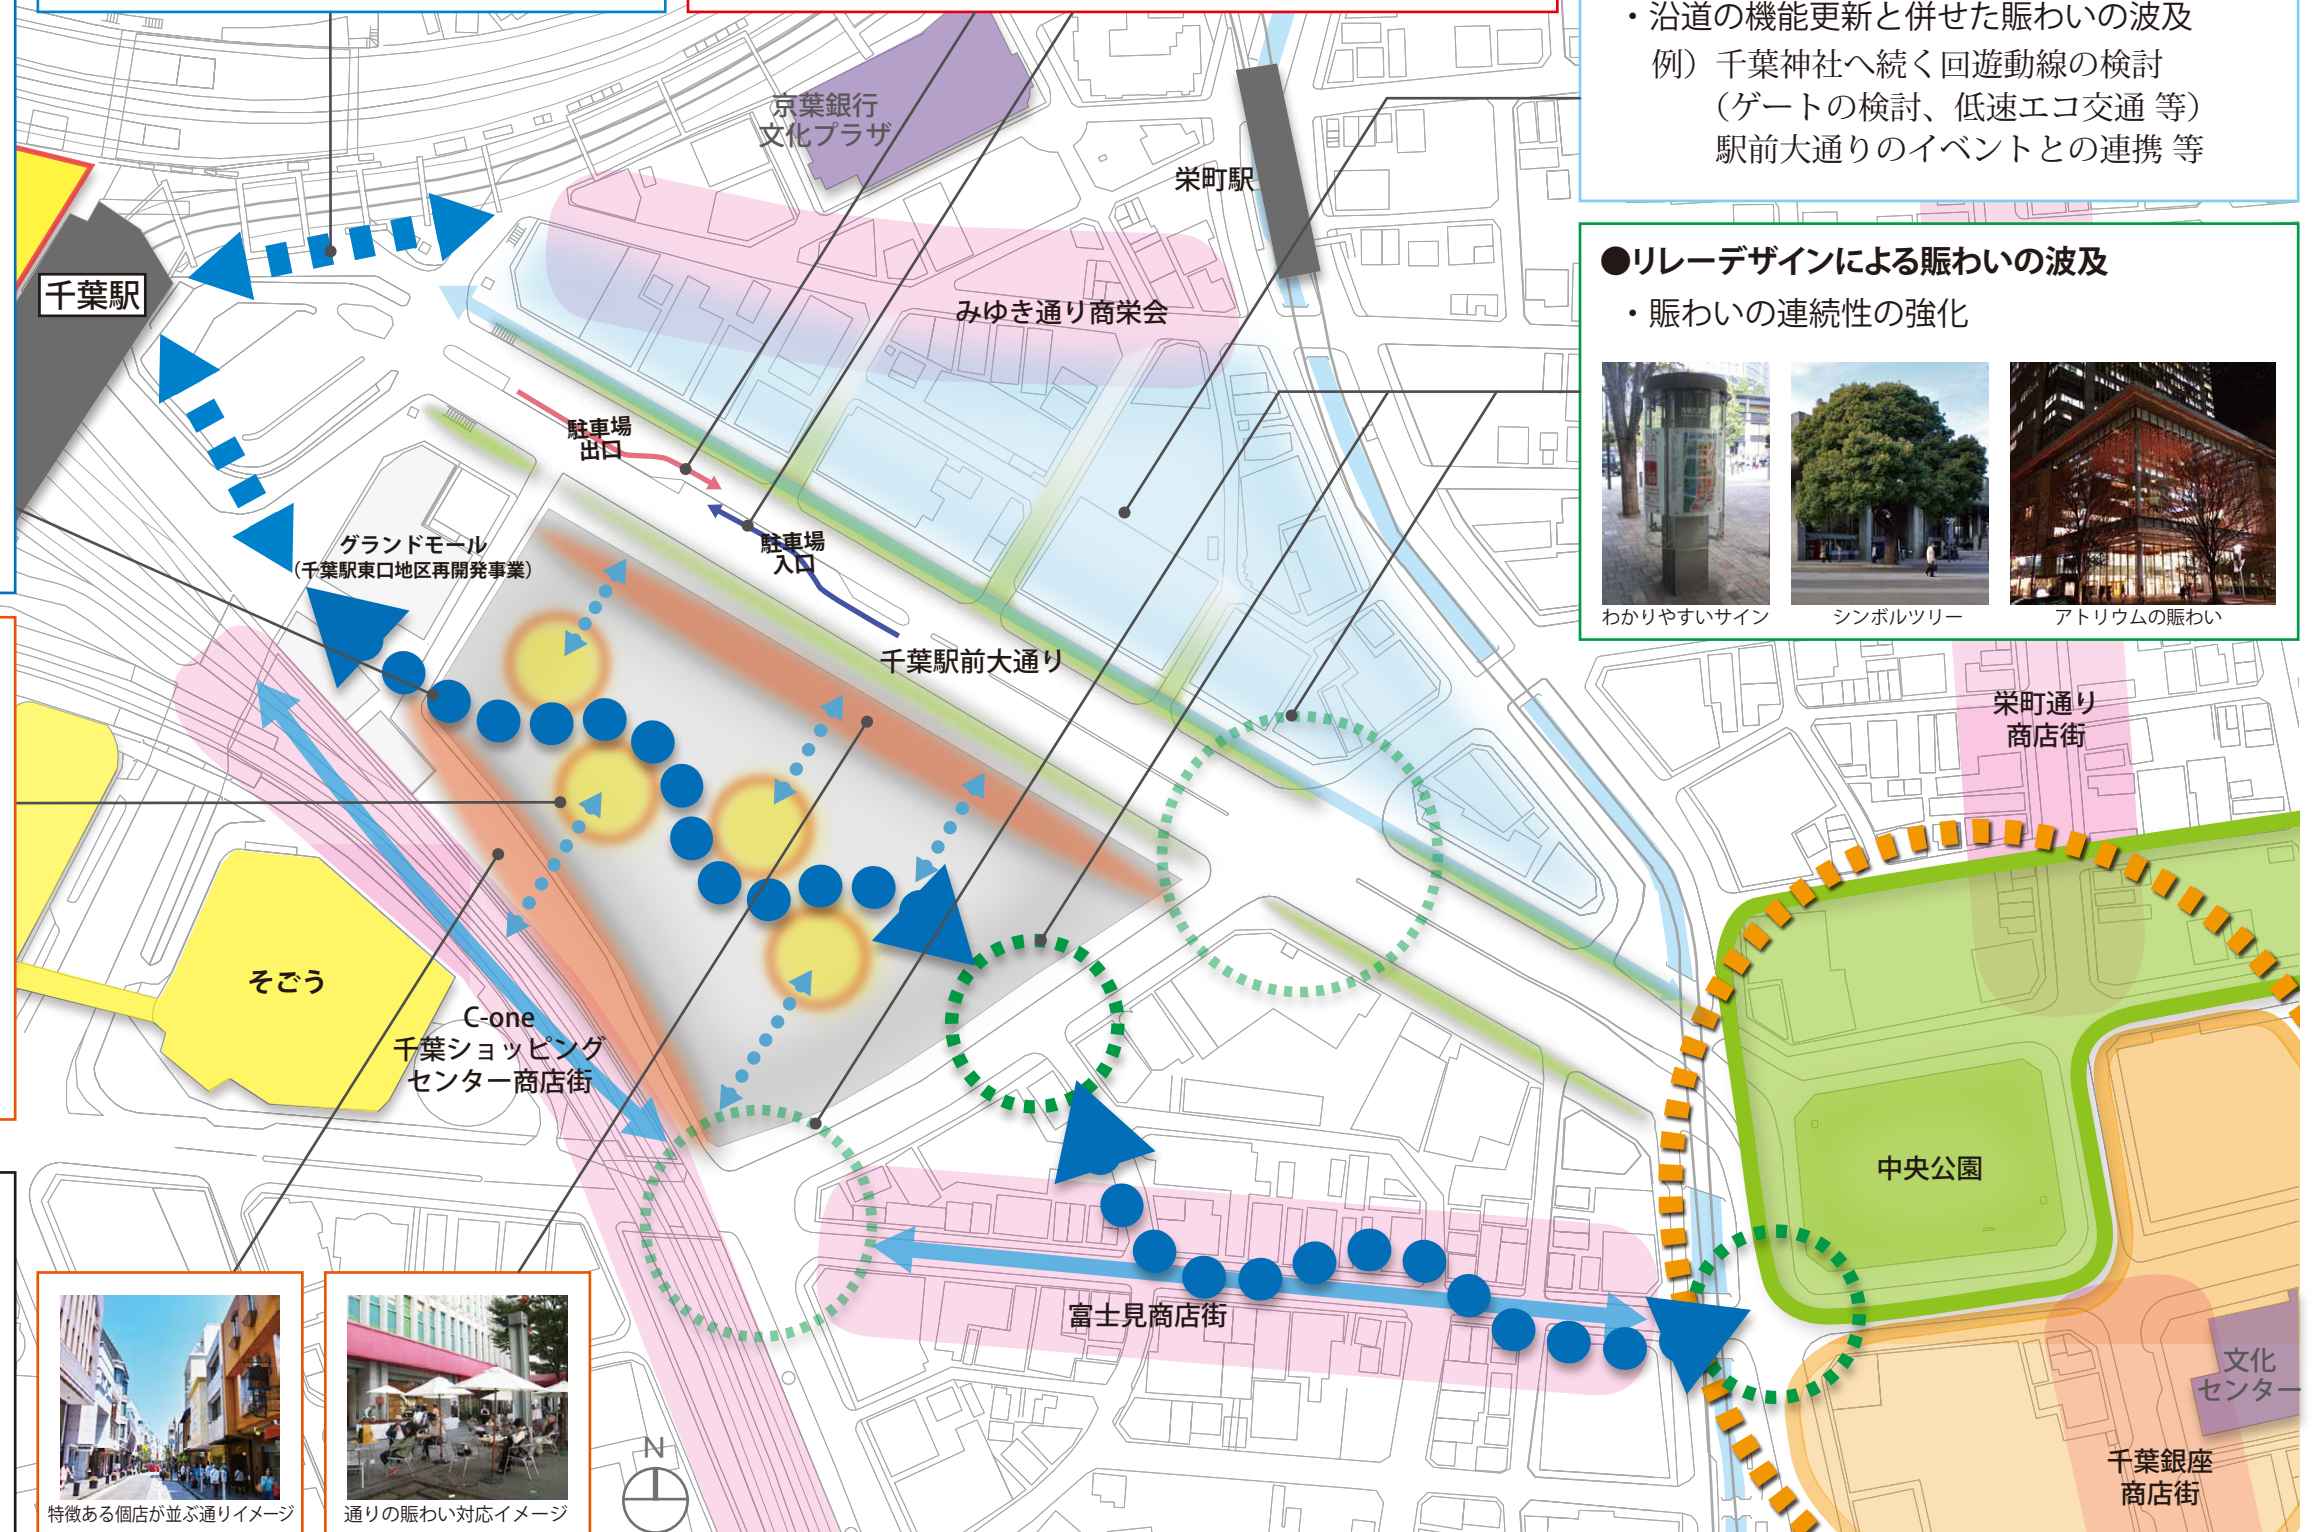 ・沿道の機能更新と併せた賑わいの波及
例）千葉神社へ続く回遊動線の検討
（ゲートの検討、低速エコ交通 等）
駅前大通りのイベントとの連携 等
京葉銀行
文化プラザ
栄町駅
●リレーデザインによる賑わいの波及
・賑わいの連続性の強化
わかりやすいサイン
シンボルツリー
アトリウムの賑わい
千葉駅
みゆき通り商栄会
駐車場
出口
駐車場
入口
グランドモール
（千葉駅東口地区再開発事業）
千葉駅前大通り
栄町通り
商店街
そごう
C-one
千葉ショッピング
センター商店街
中央公園
富士見商店街
文化
センター
千葉銀座
商店街
特徴ある個店が並ぶ通りイメージ
通りの賑わい対応イメージ
N